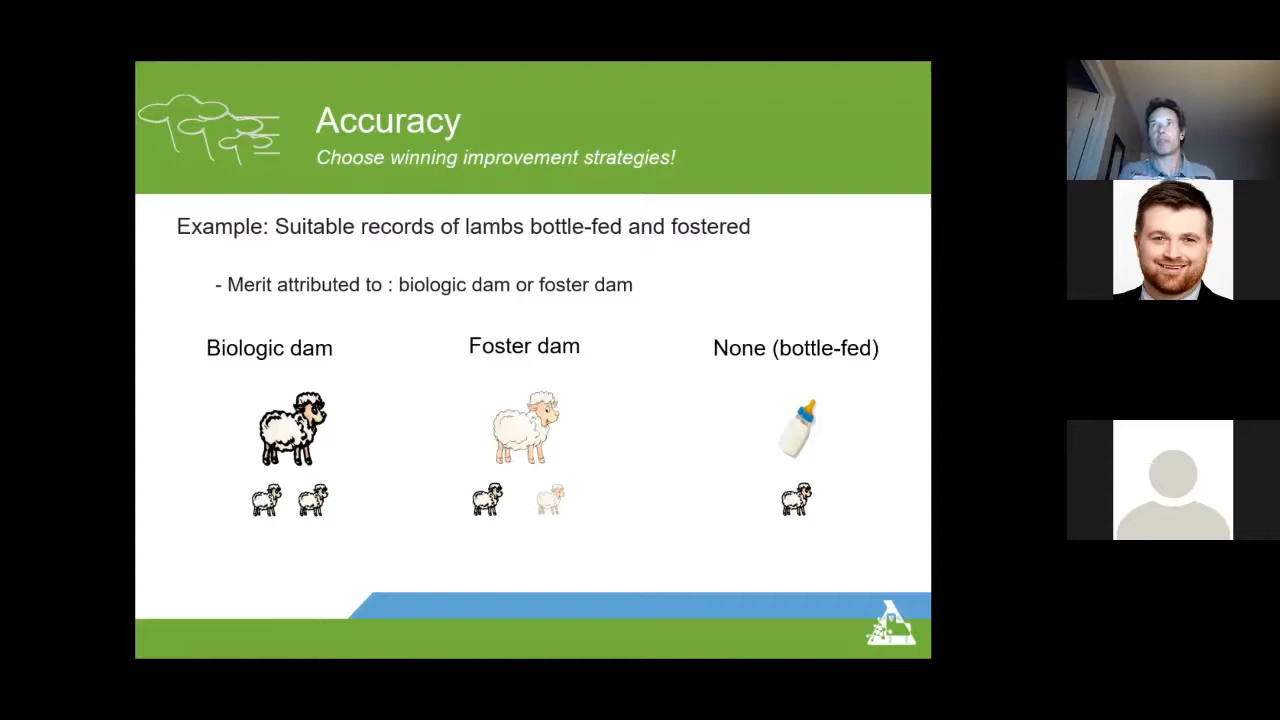 Accuracy
Choose winning improvement strategies!
Example: Suitable records of lambs bottle-fed and fostered
- Merit attributed to : biologic dam or foster dam
Biologic dam
Foster dam
None (bottle-fed)